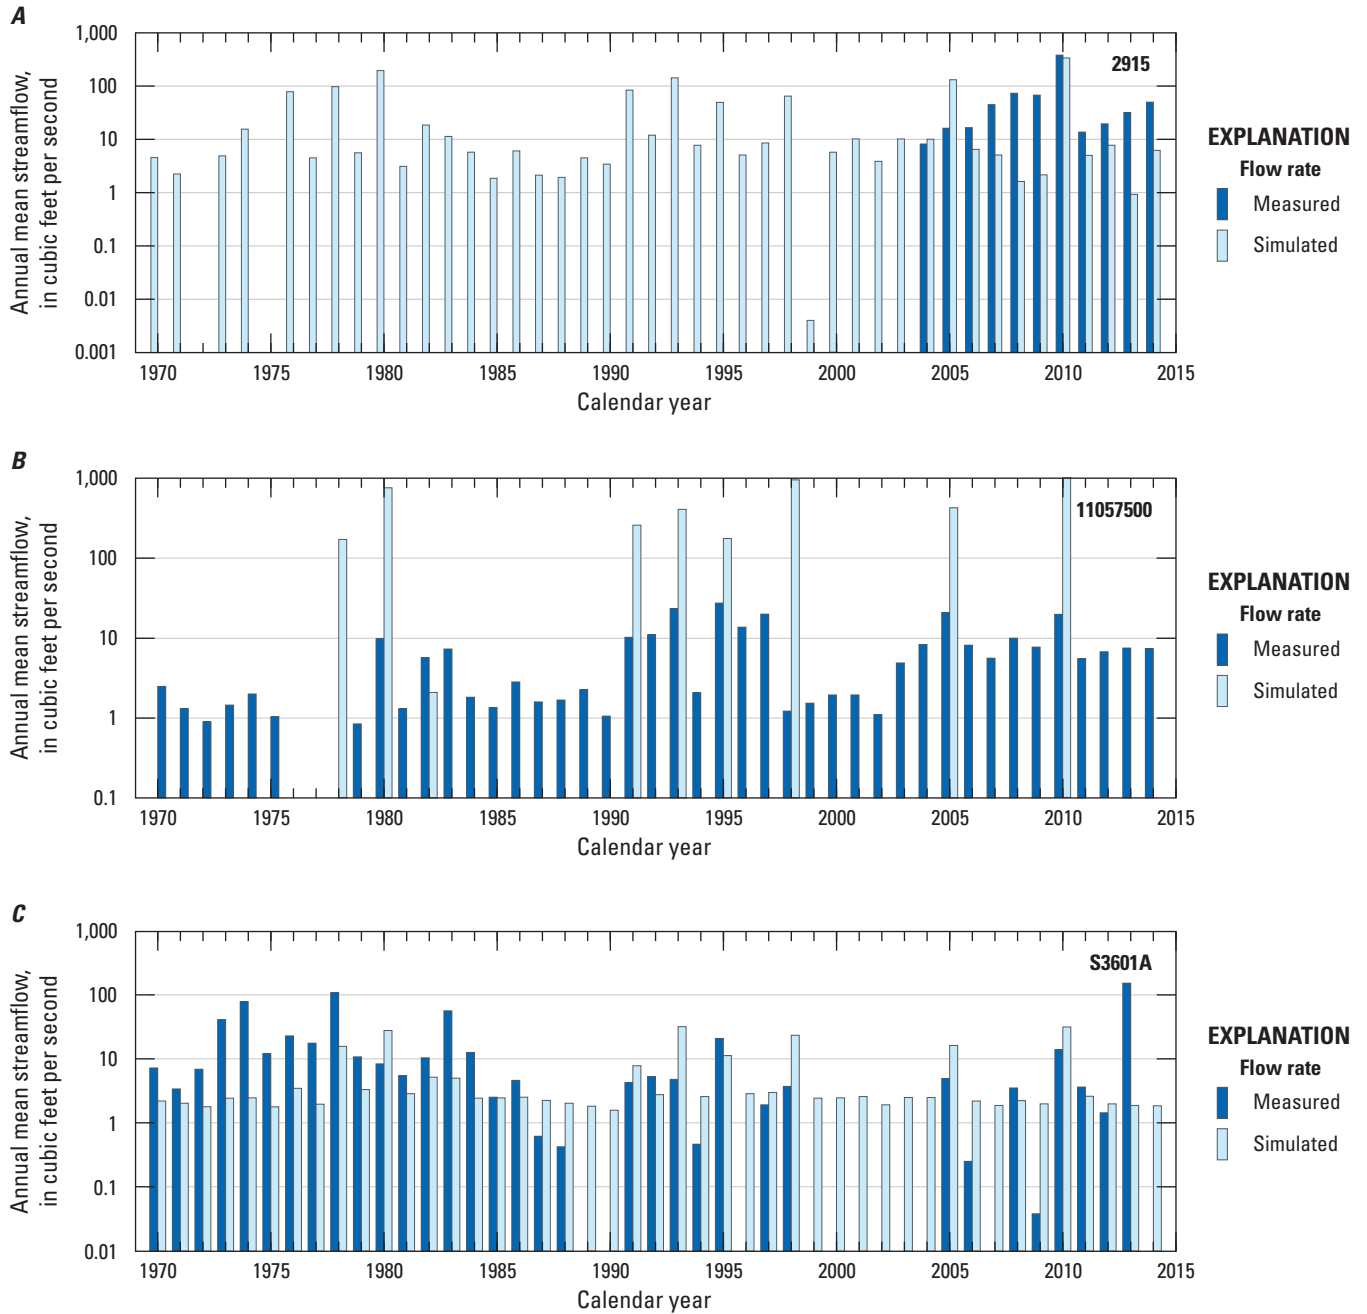 A
1,000
100
10
1
0.1
0.01
0.001
Annual mean streamflow,
in cubic feet per second
2915
1970 1975 1980 1985 1990 1995 2000 2005 2010 2015
Calendar year
EXPLANATION
Flow rate
Measured
Simulated
B
1,000
100
10
1
0.1
Annual mean streamflow,
in cubic feet per second
11057500
1970 1975 1980 1985 1990 1995 2000 2005 2010 2015
Calendar year
EXPLANATION
Flow rate
Measured
Simulated
C
1,000
100
10
1
0.1
0.01
Annual mean streamflow,
in cubic feet per second
S3601A
1970 1975 1980 1985 1990 1995 2000 2005 2010 2015
Calendar year
EXPLANATION
Flow rate
Measured
Simulated